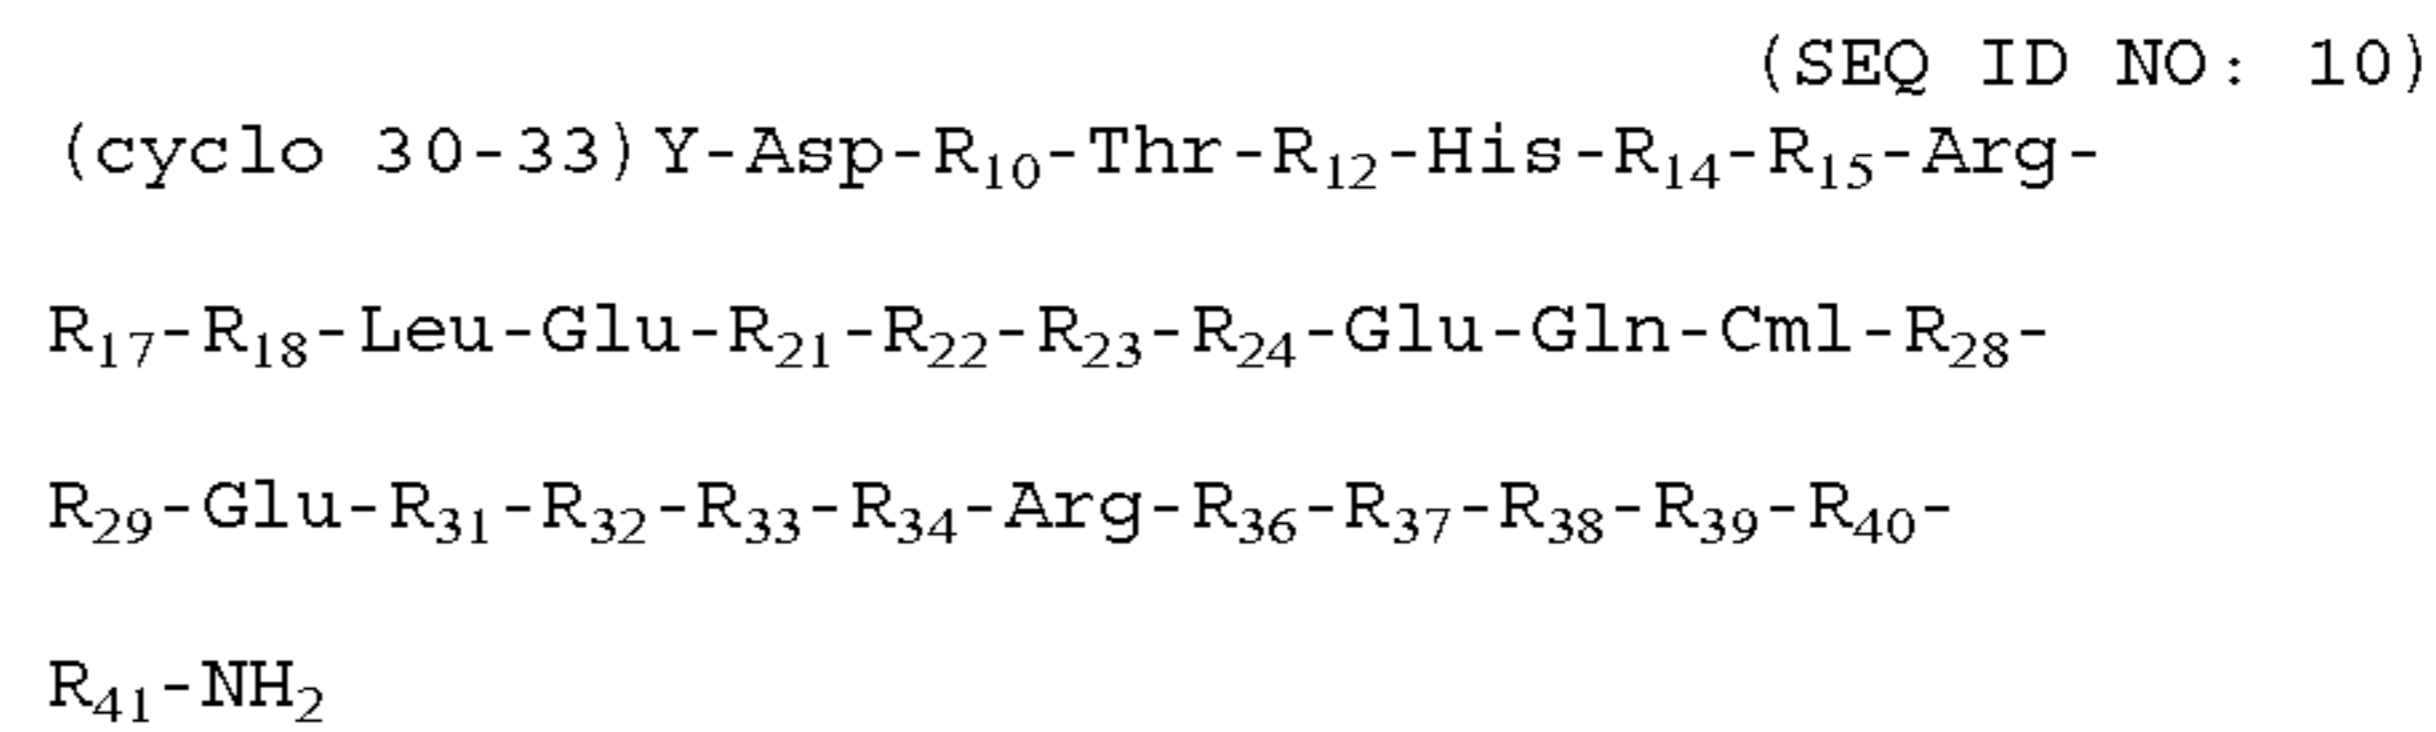 (SEQ ID NO: 10)
(cyclo 30-33)Y-Asp-R₁₀-Thr-R₁₂-His-R₁₄-R₁₅-Arg-
R₁₇-R₁₈-Leu-Glu-R₂₁-R₂₂-R₂₃-R₂₄-Glu-Gln-Cml-R₂₈-
R₂₉-Glu-R₃₁-R₃₂-R₃₃-R₃₄-Arg-R₃₆-R₃₇-R₃₈-R₃₉-R₄₀-
R₄₁-NH₂